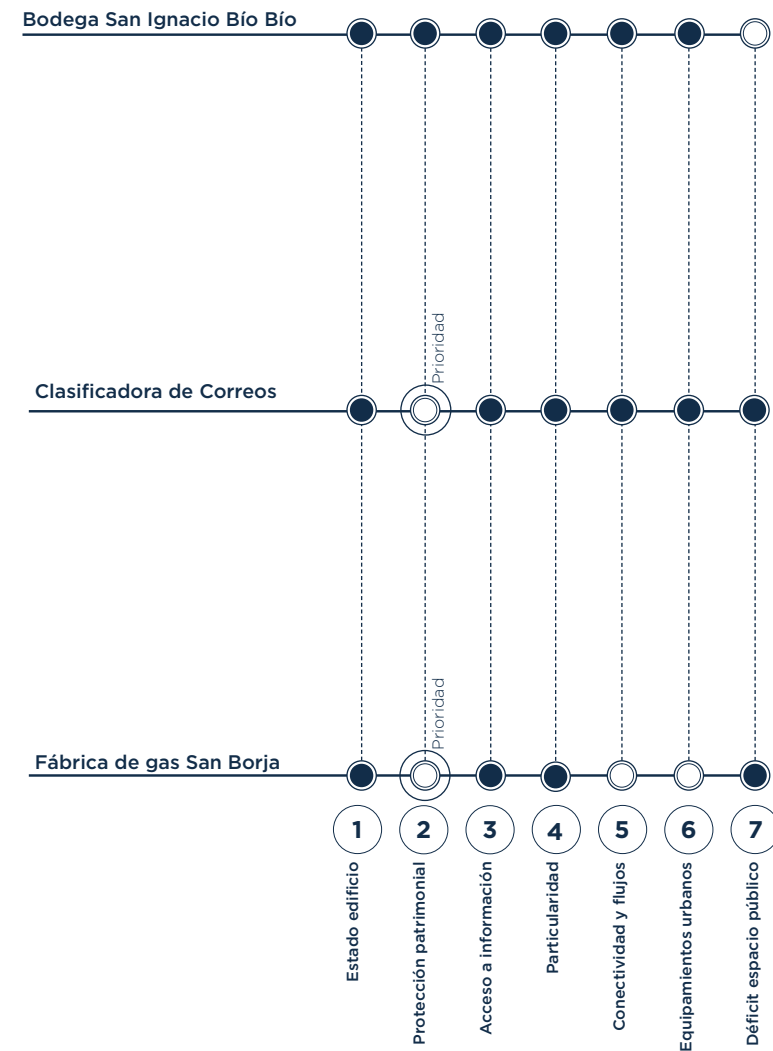 Bodega San Ignacio Bío Bío
Prioridad
Clasificadora de Correos
Prioridad
Fábrica de gas San Borja
1
2
3
4
5
6
7
Estado edificio
Protección patrimonial
Acceso a información
Particularidad
Conectividad y flujos
Equipamientos urbanos
Déficit espacio público